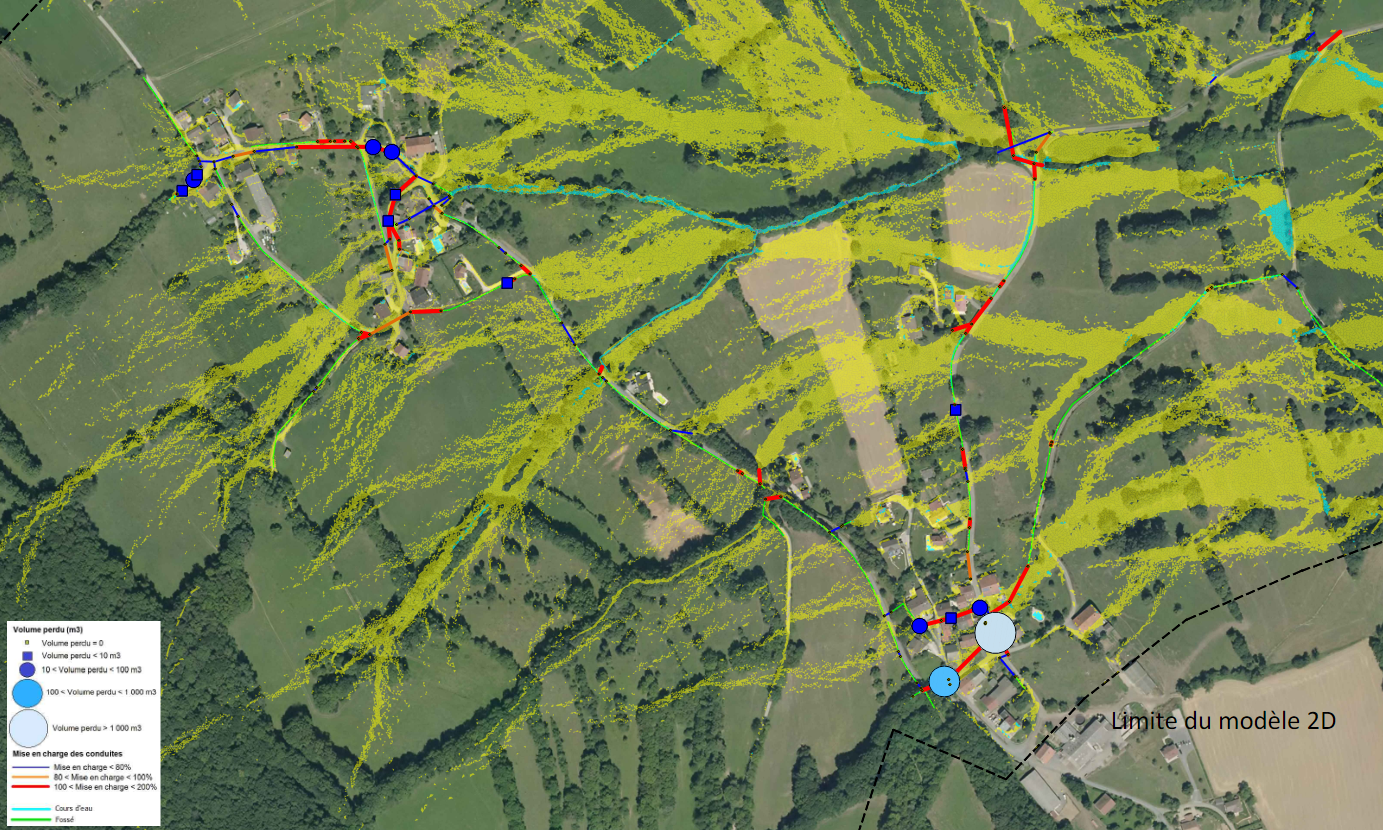 Limite du modèle 2D
Volume perdu (m3)
Volume perdu = 0
Volume perdu < 10 m3
10 < Volume perdu < 100 m3
100 < Volume perdu < 1 000 m3
Volume perdu > 1 000 m3
Mise en charge des conduites
Mise en charge < 80%
80 < Mise en charge < 100%
100 < Mise en charge < 200%
Cours d'eau
Fossé